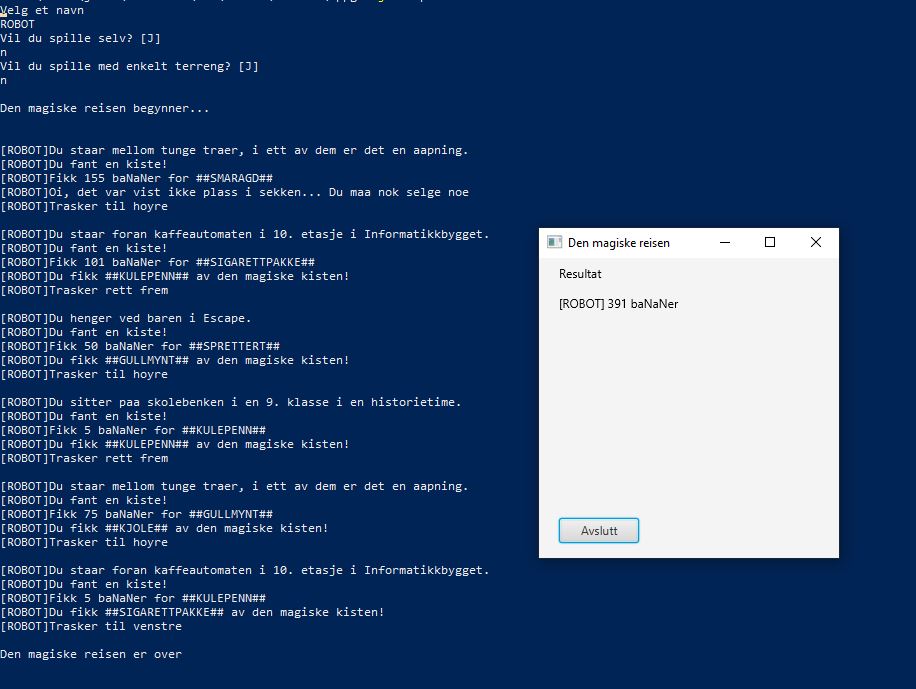 Velg et navn
ROBOT
Vil du spille selv? [J]
n
Vil du spille med enkelt terreng? [J]
n
Den magiske reisen begynner...
[ROBOT]Du staar mellom tunge traer, i ett av dem er det en aapning.
[ROBOT]Du fant en kiste!
[ROBOT]Fikk 155 baNaNer for ##SMARAGD##
[ROBOT]Oi, det var vist ikke plass i sekken... Du maa nok selge noe
[ROBOT]Trasker til hoyre
[ROBOT]Du staar foran kaffeautomaten i 10. etasje i Informatikkbygget.
[ROBOT]Du fant en kiste!
[ROBOT]Fikk 101 baNaNer for ##SIGARETTPAKKE##
[ROBOT]Du fikk ##KULEPENN## av den magiske kisten!
[ROBOT]Trasker rett frem
[ROBOT]Du henger ved baren i Escape.
[ROBOT]Du fant en kiste!
[ROBOT]Fikk 50 baNaNer for ##SPRETTERT##
[ROBOT]Du fikk ##GULLMYNT## av den magiske kisten!
[ROBOT]Trasker til hoyre
[ROBOT]Du sitter paa skolebenken i en 9. klasse i en historietime.
[ROBOT]Du fant en kiste!
[ROBOT]Fikk 5 baNaNer for ##KULEPENN##
[ROBOT]Du fikk ##KULEPENN## av den magiske kisten!
[ROBOT]Trasker rett frem
[ROBOT]Du staar mellom tunge traer, i ett av dem er det en aapning.
[ROBOT]Du fant en kiste!
[ROBOT]Fikk 75 baNaNer for ##GULLMYNT##
[ROBOT]Du fikk ##KJOLE## av den magiske kisten!
[ROBOT]Trasker til hoyre
[ROBOT]Du staar foran kaffeautomaten i 10. etasje i Informatikkbygget.
[ROBOT]Du fant en kiste!
[ROBOT]Fikk 5 baNaNer for ##KULEPENN##
[ROBOT]Du fikk ##SIGARETTPAKKE## av den magiske kisten!
[ROBOT]Trasker til venstre
Den magiske reisen er over
Den magiske reisen
Resultat
[ROBOT] 391 baNaNer
Avslutt